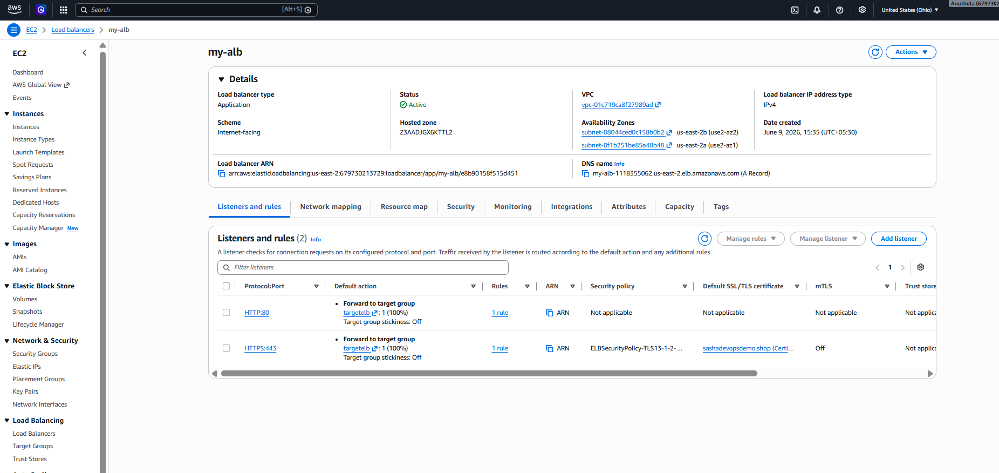 aws
Search
[Alt+S]
United States (Ohio)
Anuthula (6797302
EC2
Load balancers
my-alb
EC2
Dashboard
AWS Global View
Events
Instances
Instances
Instance Types
Launch Templates
Spot Requests
Savings Plans
Reserved Instances
Dedicated Hosts
Capacity Reservations
Capacity Manager New
Images
AMIs
AMI Catalog
Elastic Block Store
Volumes
Snapshots
Lifecycle Manager
Network & Security
Security Groups
Elastic IPs
Placement Groups
Key Pairs
Network Interfaces
Load Balancing
Load Balancers
Target Groups
Trust Stores
my-alb
Actions
Details
Load balancer type
Application
Status
Active
VPC
vpc-01c719ca8f27989ad
Load balancer IP address type
IPv4
Scheme
Internet-facing
Hosted zone
Z3AADJGX6KTTL2
Availability Zones
subnet-08044ced0c158b0b2 us-east-2b (use2-az2)
subnet-0f1b251be85a48b48 us-east-2a (use2-az1)
Date created
June 9, 2026, 15:35 (UTC+05:30)
Load balancer ARN
arn:aws:elasticloadbalancing:us-east-2:679730213729:loadbalancer/app/my-alb/e8b90158f515d451
DNS name Info
my-alb-1118355062.us-east-2.elb.amazonaws.com (A Record)
Listeners and rules
Network mapping
Resource map
Security
Monitoring
Integrations
Attributes
Capacity
Tags
Listeners and rules (2) Info
Manage rules
Manage listener
Add listener
A listener checks for connection requests on its configured protocol and port. Traffic received by the listener is routed according to the default action and any additional rules.
Filter listeners
1
Protocol:Port
Default action
Rules
ARN
Security policy
Default SSL/TLS certificate
mTLS
Trust store
HTTP:80
Forward to target group
targetelb : 1 (100%)
Target group stickiness: Off
1 rule
ARN
Not applicable
Not applicable
Not applicable
Not applica
HTTPS:443
Forward to target group
targetelb : 1 (100%)
Target group stickiness: Off
1 rule
ARN
ELBSecurityPolicy-TLS13-1-2-...
sashadevopsdemo.shop (Certi...
Off
Not applica